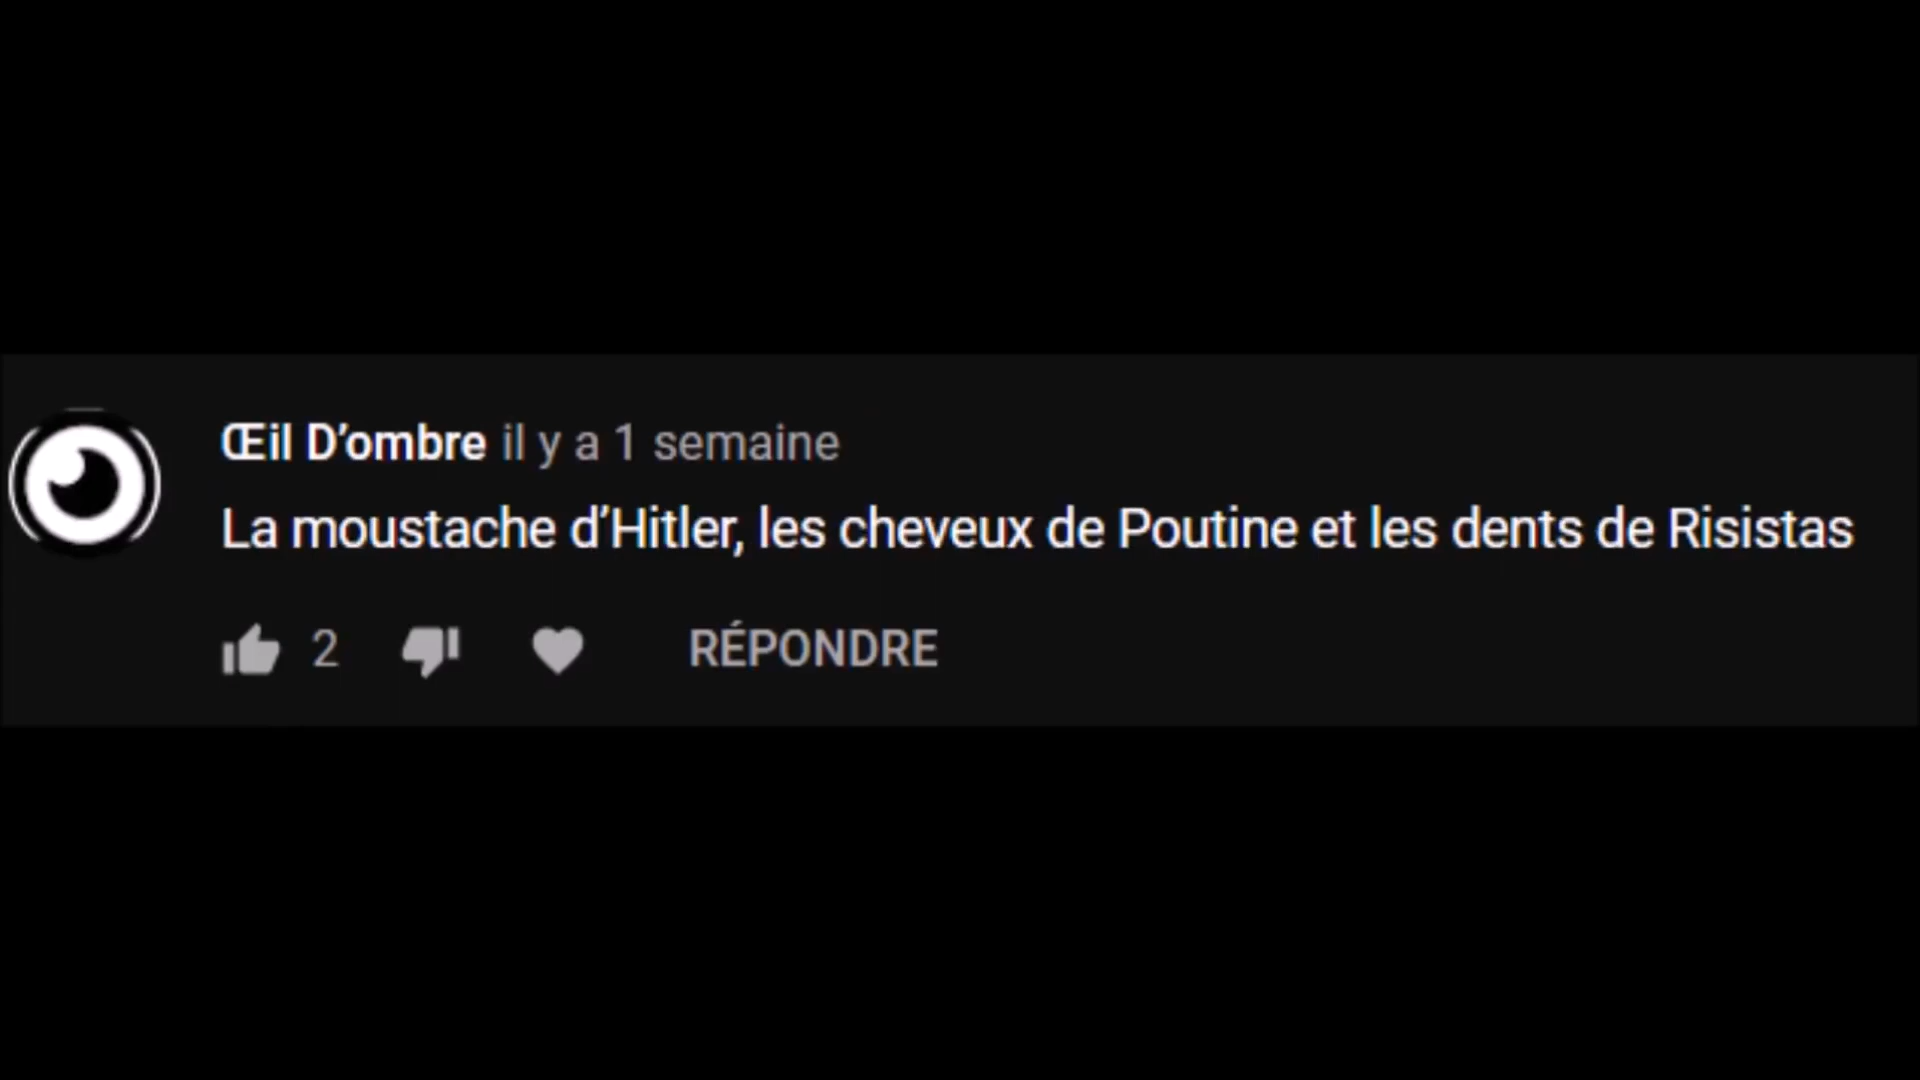 Œil D’ombre il y a 1 semaine
La moustache d’Hitler, les cheveux de Poutine et les dents de Risistas
2 RÉPONDRE